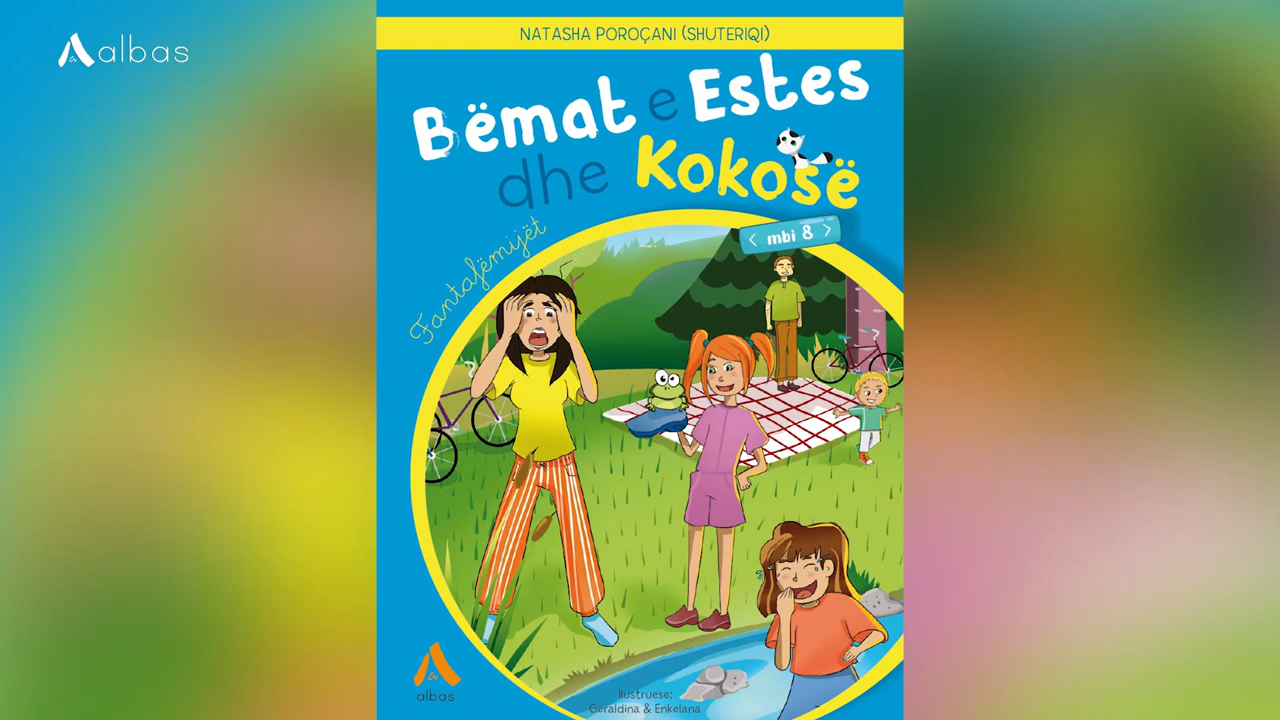 albas
NATASHA POROÇANI (SHUTERIQI)
Bëmat e Estes
dhe Kokosë
Fantafëmijët
< mbi 8 >
albas
Ilustruese:
Geraldina & Enkelana